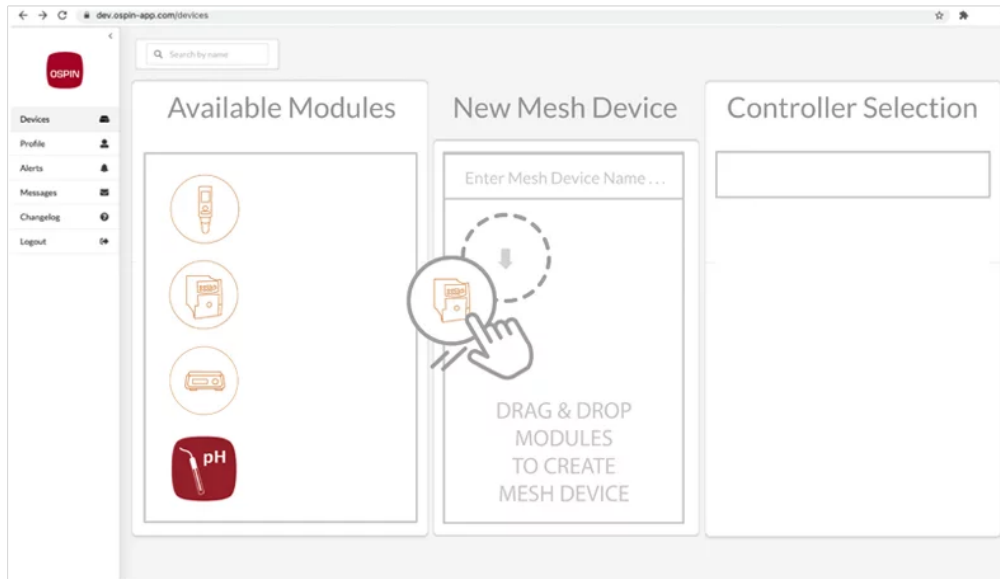 dev.ospin-app.com/devices
OSPIN
Search by name
Devices
Profile
Alerts
Messages
Changelog
Logout
Available Modules
pH
New Mesh Device
Enter Mesh Device Name ...
DRAG & DROP
MODULES
TO CREATE
MESH DEVICE
Controller Selection